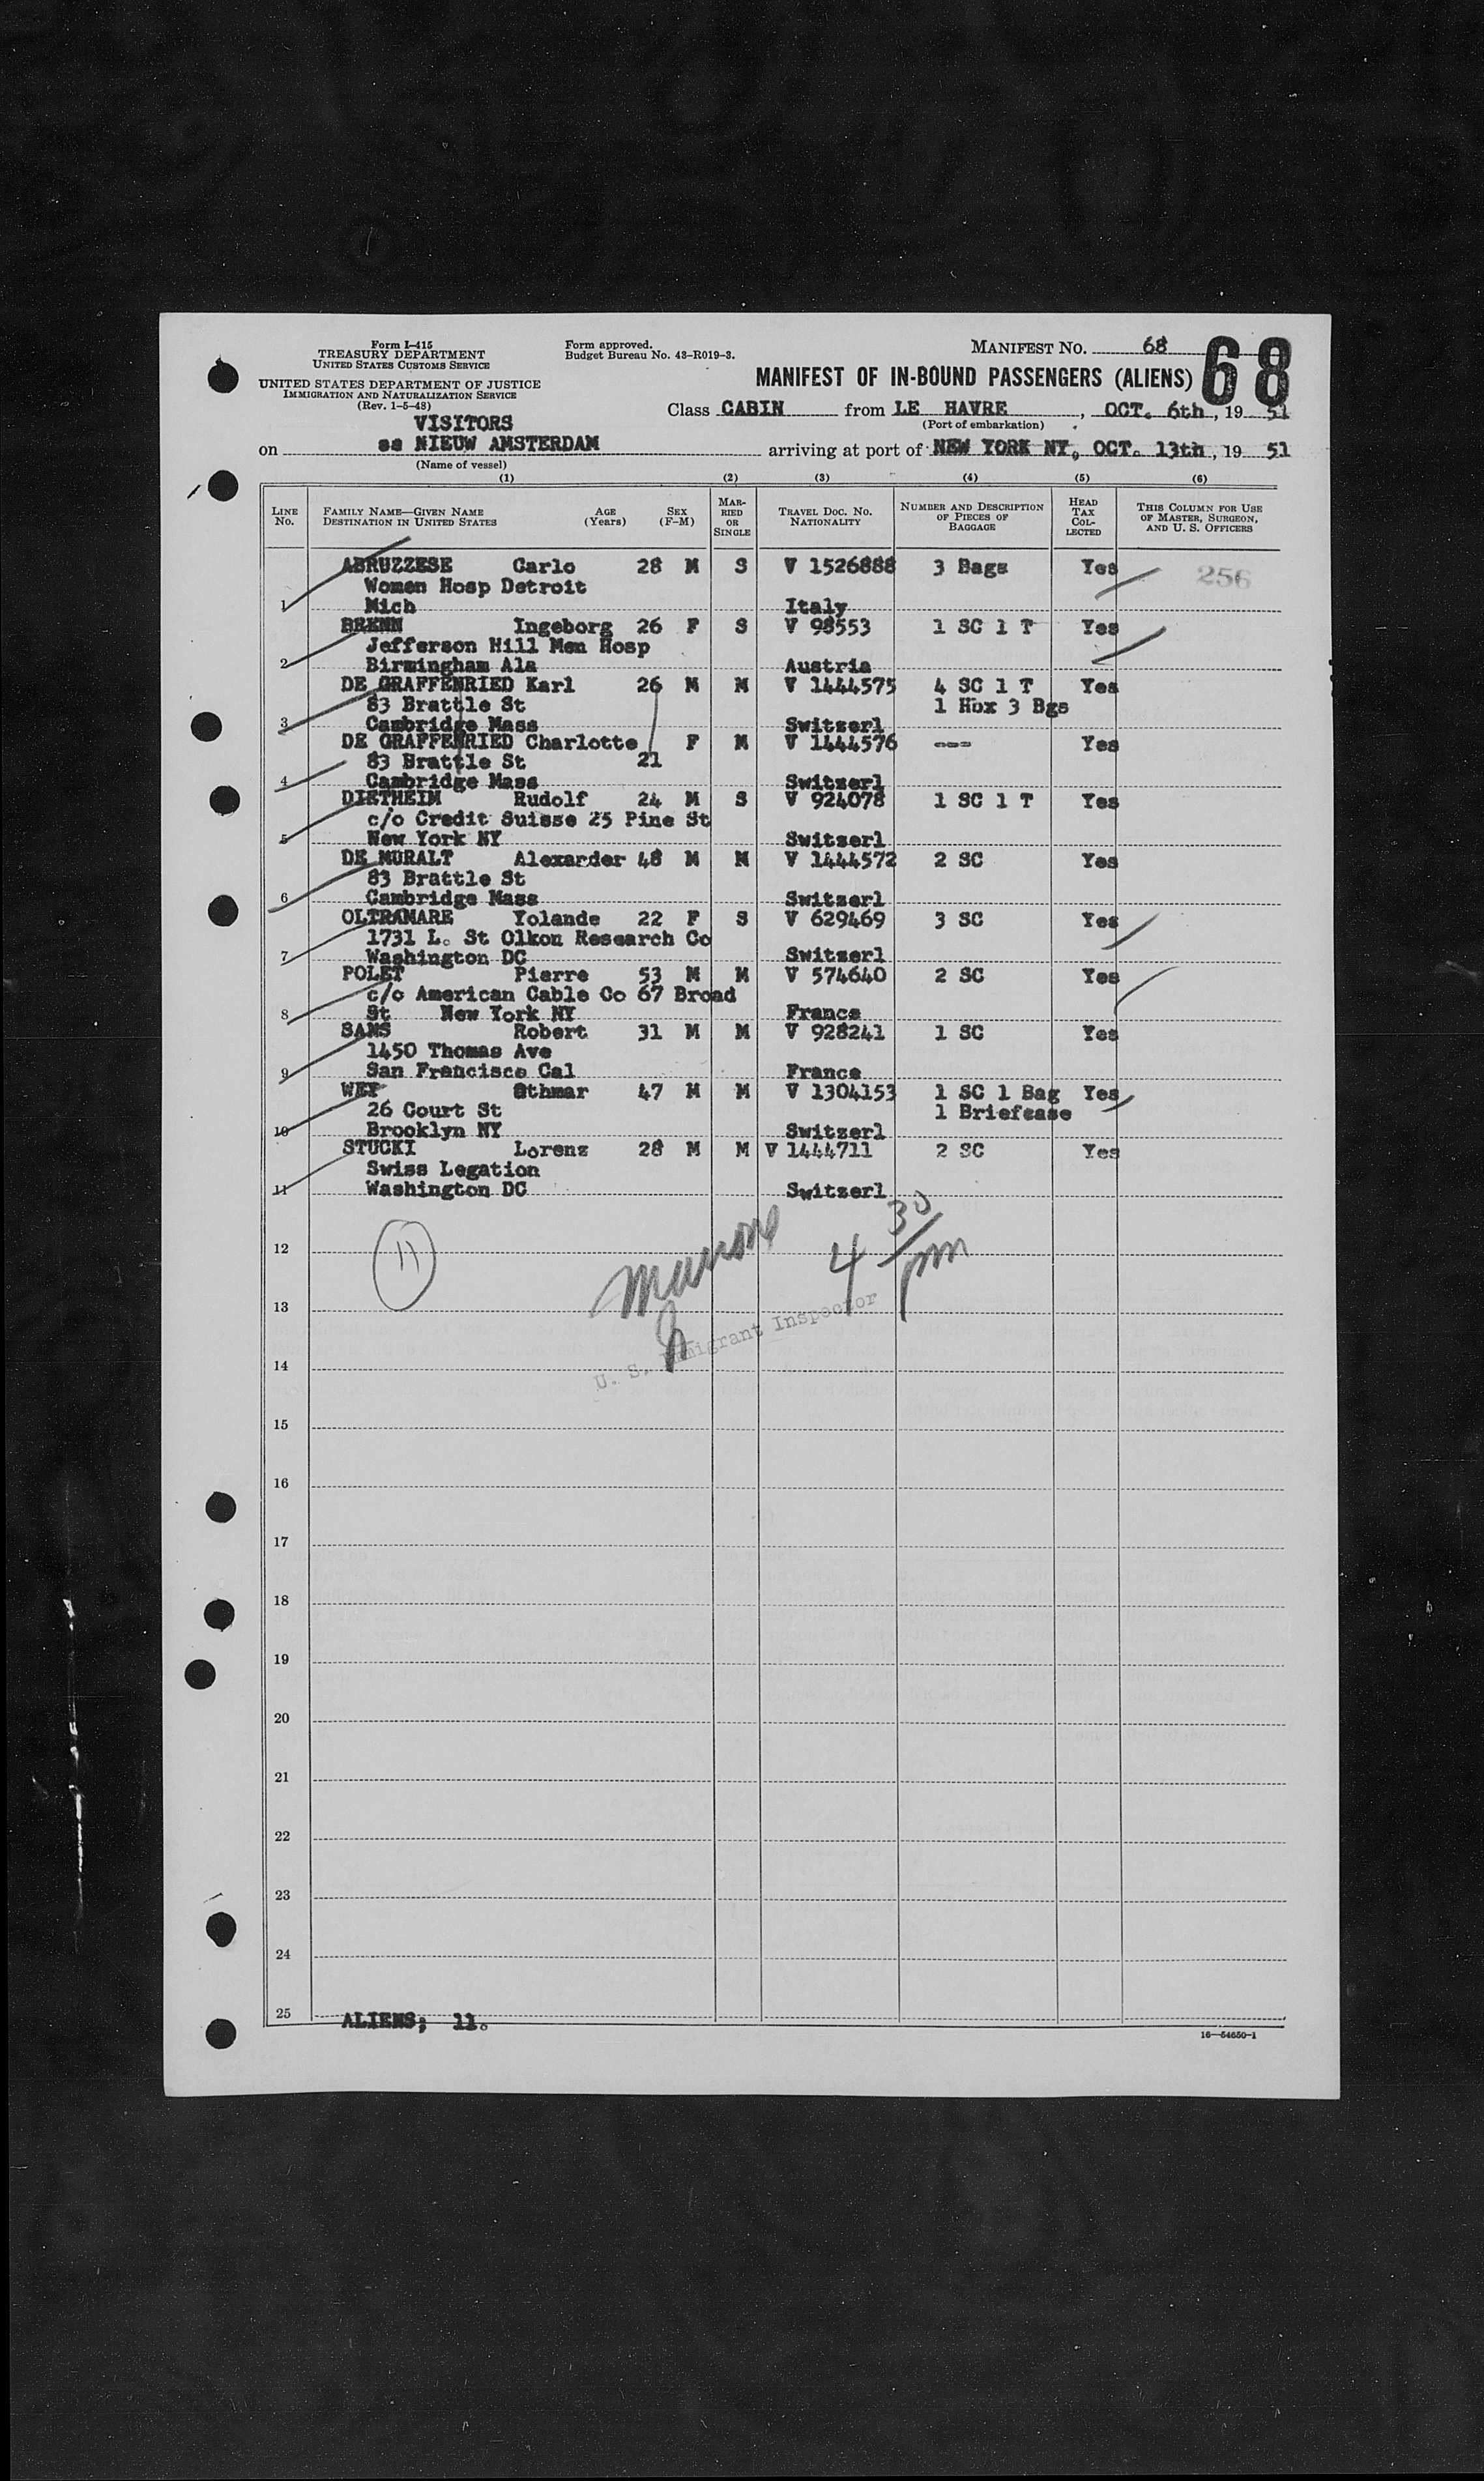 Form I-415
TREASURY DEPARTMENT
UNITED STATES CUSTOMS SERVICE
UNITED STATES DEPARTMENT OF JUSTICE
IMMIGRATION AND NATURALIZATION SERVICE
(Rev. 1-5-48)
Form approved.
Budget Bureau No. 43-R019-3.
MANIFEST NO. 68
68
MANIFEST OF IN-BOUND PASSENGERS (ALIENS)
VISITORS
Class CABIN from LE HAVRE, OCT. 6th, 19 51
(Port of embarkation)
on ss NIEUW AMSTERDAM arriving at port of NEW YORK NY, OCT. 13th, 19 51
(Name of vessel)
(1) (2) (3) (4) (5) (6)
LINE No. FAMILY NAME—GIVEN NAME DESTINATION IN UNITED STATES AGE (Years) SEX (F-M) MARRIED OR SINGLE TRAVEL DOC. NO. NATIONALITY NUMBER AND DESCRIPTION OF PIECES OF BAGGAGE HEAD TAX COLLECTED THIS COLUMN FOR USE OF MASTER, SURGEON, AND U. S. OFFICERS
ABRUZZESE Carlo 28 M S V 1526888 3 Bags Yes 256
Women Hosp Detroit
1 Mich Italy
BRENN Ingeborg 26 F S V 98553 1 SC 1 T Yes
Jefferson Hill Men Hosp
2 Birmingham Ala Austria
DE GRAFFENRIED Karl 26 M M V 1444575 4 SC 1 T Yes
83 Brattle St 1 Hbx 3 Bgs
3 Cambridge Mass Switzerl
DE GRAFFENRIED Charlotte F M V 1444576 --- Yes
83 Brattle St 21
4 Cambridge Mass Switzerl
DIETHEIM Rudolf 24 M S V 924078 1 SC 1 T Yes
c/o Credit Suisse 25 Pine St
5 New York NY Switzerl
DE MURALT Alexander 48 M M V 1444572 2 SC Yes
83 Brattle St
6 Cambridge Mass Switzerl
OLTRAMARE Yolande 22 F S V 629469 3 SC Yes
1731 L. St Olkon Research Co
7 Washington DC Switzerl
POLET Pierre 53 M M V 574640 2 SC Yes
c/o American Cable Co 67 Broad
8 St New York NY France
SANS Robert 31 M M V 928241 1 SC Yes
1450 Thomas Ave
9 San Francisco Cal France
WEY Othmar 47 M M V 1304153 1 SC 1 Bag Yes
26 Court St 1 Briefcase
10 Brooklyn NY Switzerl
STUCKI Lorenz 28 M M V 1444711 2 SC Yes
Swiss Legation
11 Washington DC Switzerl
12
11
4 30/pm
13
U. S. Immigrant Inspector
14
15
16
17
18
19
20
21
22
23
24
25 ALIENS; 11.
16—54650-1